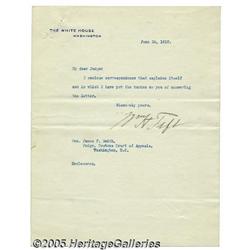 THE WHITE HOUSE
WASHINGTON
June 24, 1910.
My dear Judge:
I enclose correspondence that explains itself
and in which I have put the burden on you of answering
the letter.
Sincerely yours,
Wm H Taft
Hon. James F. Smith,
Judge, Customs Court of Appeals,
Washington, D.C.
Enclosures.
©2005 HeritageGalleries.com